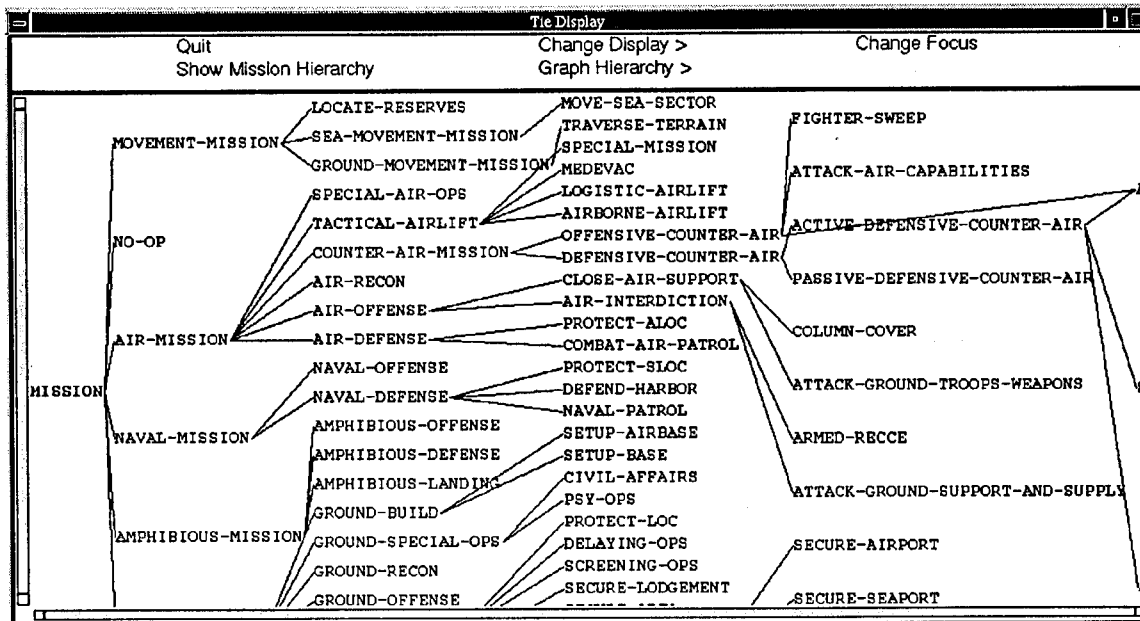 Tie Display
Quit
Change Display >
Change Focus
Show Mission Hierarchy
Graph Hierarchy >
MISSION
MOVEMENT-MISSION
NO-OP
AIR-MISSION
NAVAL-MISSION
AMPHIBIOUS-MISSION
LOCATE-RESERVES
SEA-MOVEMENT-MISSION
GROUND-MOVEMENT-MISSION
SPECIAL-AIR-OPS
TACTICAL-AIRLIFT
COUNTER-AIR-MISSION
AIR-RECON
AIR-OFFENSE
AIR-DEFENSE
NAVAL-OFFENSE
NAVAL-DEFENSE
AMPHIBIOUS-OFFENSE
AMPHIBIOUS-DEFENSE
AMPHIBIOUS-LANDING
GROUND-BUILD
GROUND-SPECIAL-OPS
GROUND-RECON
GROUND-OFFENSE
MOVE-SEA-SECTOR
TRAVERSE-TERRAIN
SPECIAL-MISSION
MEDEVAC
LOGISTIC-AIRLIFT
AIRBORNE-AIRLIFT
OFFENSIVE-COUNTER-AIR
DEFENSIVE-COUNTER-AIR
CLOSE-AIR-SUPPORT
AIR-INTERDICTION
PROTECT-ALOC
COMBAT-AIR-PATROL
PROTECT-SLOC
DEFEND-HARBOR
NAVAL-PATROL
SETUP-AIRBASE
SETUP-BASE
CIVIL-AFFAIRS
PSY-OPS
PROTECT-LOC
DELAYING-OPS
SCREENING-OPS
SECURE-LODGEMENT
FIGHTER-SWEEP
ATTACK-AIR-CAPABILITIES
ACTIVE-DEFENSIVE-COUNTER-AIR
PASSIVE-DEFENSIVE-COUNTER-AIR
COLUMN-COVER
ATTACK-GROUND-TROOPS-WEAPONS
ARMED-RECCE
ATTACK-GROUND-SUPPORT-AND-SUPPLY
SECURE-AIRPORT
SECURE-SEAPORT